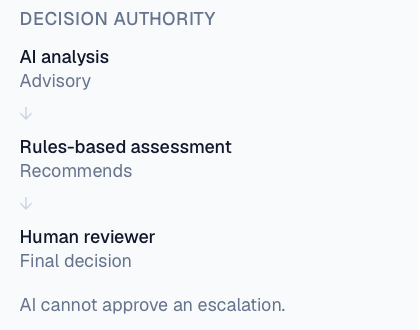 DECISION AUTHORITY
AI analysis
Advisory
↓
Rules-based assessment
Recommends
↓
Human reviewer
Final decision
AI cannot approve an escalation.